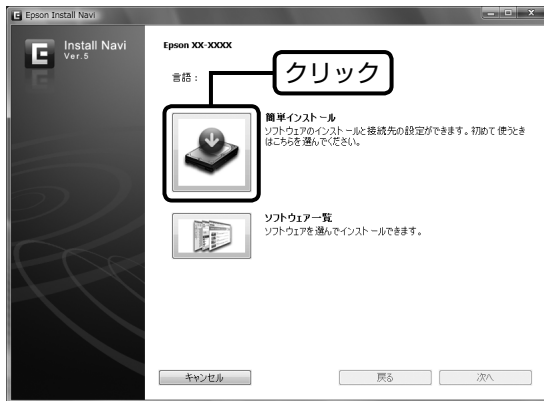 Epson Install Navi
Install Navi
Ver.5
Epson XX-XXXX
言語：
クリック
簡単インストール
ソフトウェアのインストールと接続先の設定ができます。初めて使うとき
はこちらを選んでください。
ソフトウェア一覧
ソフトウェアを選んでインストールできます。
キャンセル
戻る
次へ